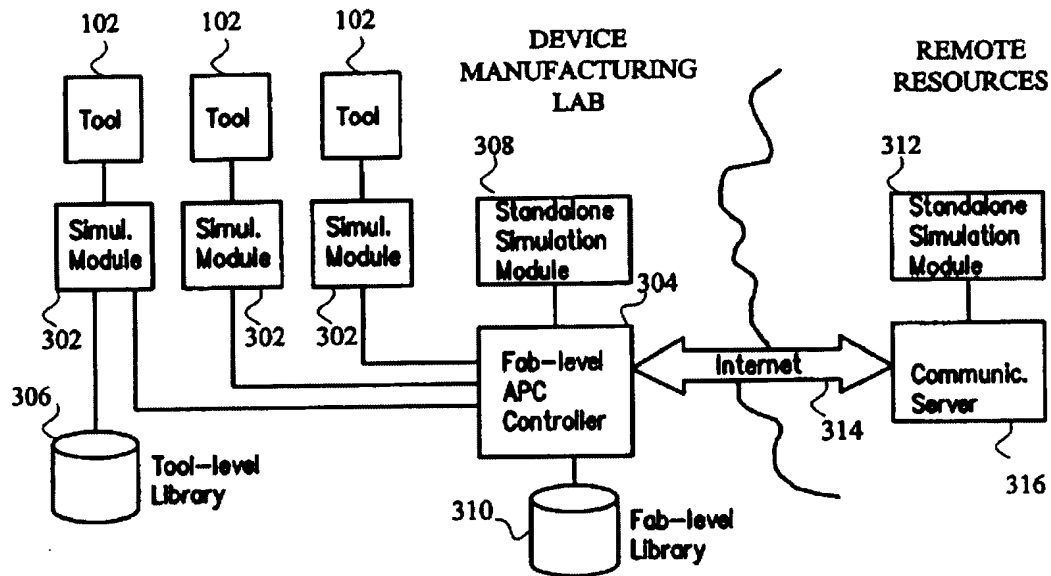 102
102
102
DEVICE
MANUFACTURING
LAB
REMOTE
RESOURCES
Tool
Tool
Tool
308
312
Simul.
Module
Simul.
Module
Simul.
Module
Standalone
Simulation
Module
Standalone
Simulation
Module
304
302
302
302
Fab-level
APC
Controller
Internet
314
Communic.
Server
316
306
Tool-level
Library
310
Fab-level
Library